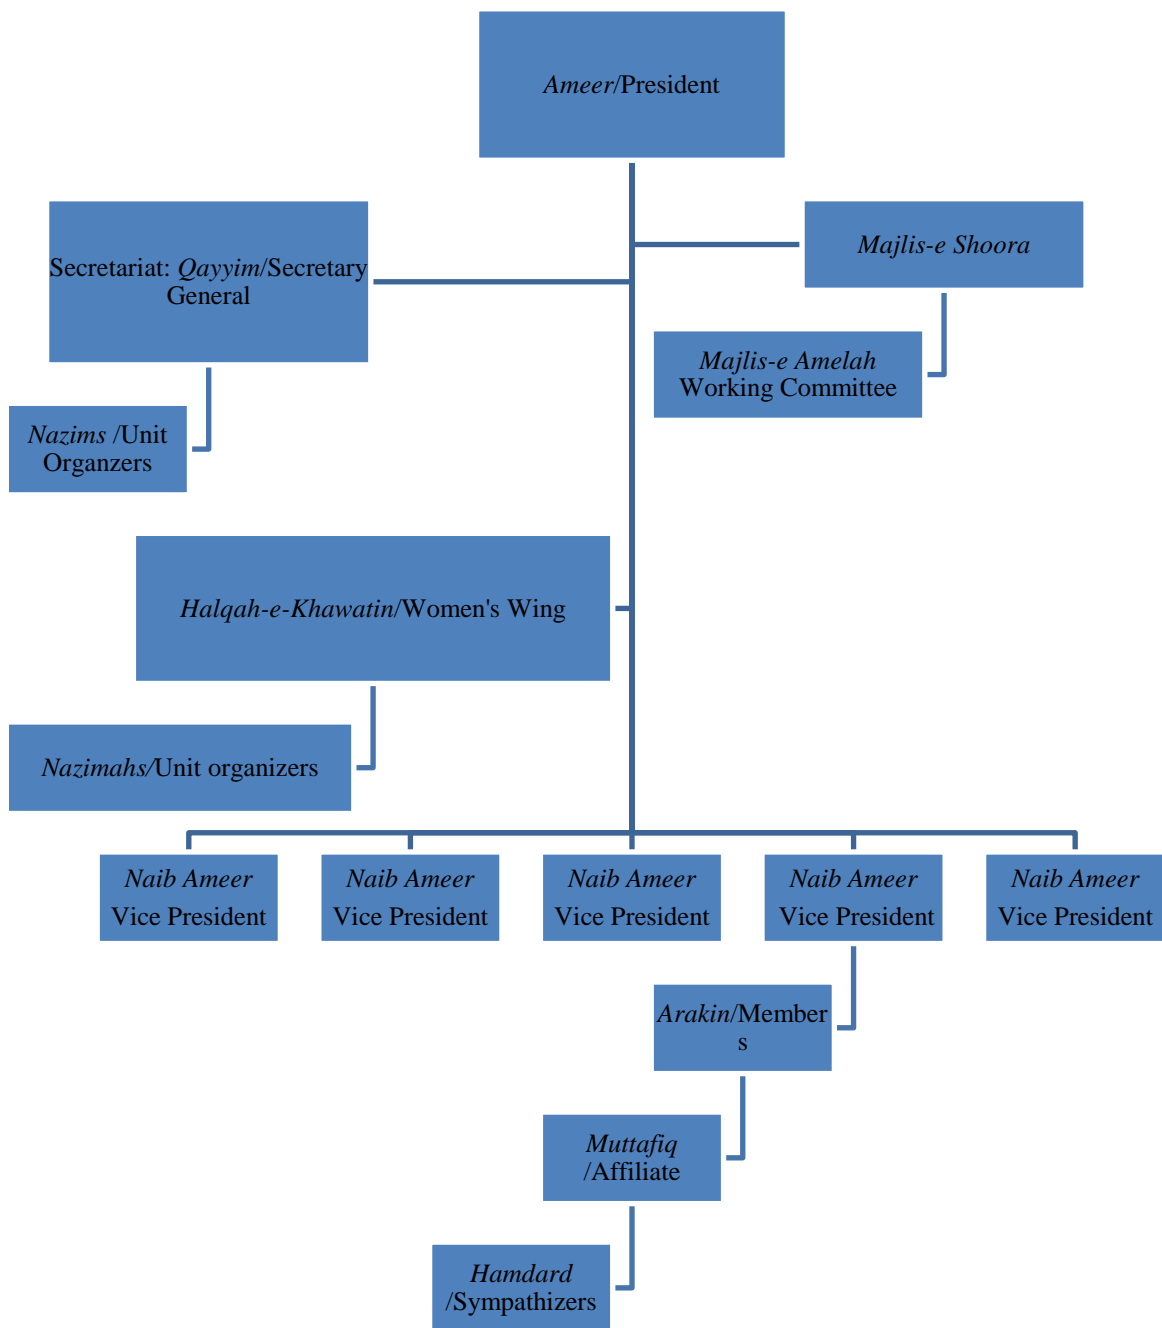 Ameer/President
Secretariat: Qayyim/Secretary
General
Majlis-e Shoora
Majlis-e Amelah
Working Committee
Nazims /Unit
Organzers
Halqah-e-Khawatin/Women's Wing
Nazimahs/Unit organizers
Naib Ameer
Vice President
Naib Ameer
Vice President
Naib Ameer
Vice President
Naib Ameer
Vice President
Naib Ameer
Vice President
Arakin/Member
s
Muttafiq
/Affiliate
Hamdard
/Sympathizers